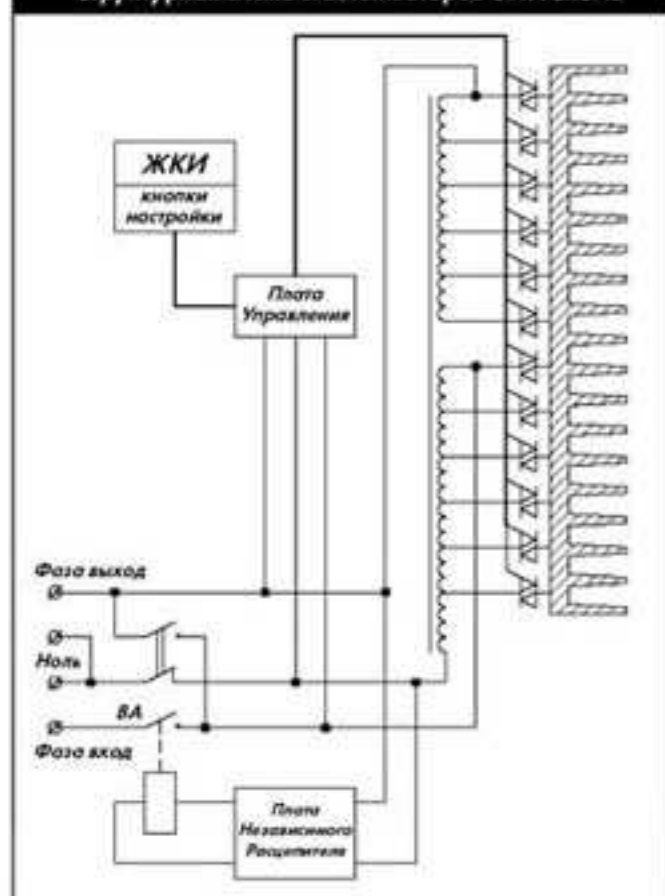 ЖКИ
кнопки
настройки
Плата
Управления
Фаза выход
Ноль
ВА
Фаза вход
Плата
Независимого
Расцепителя